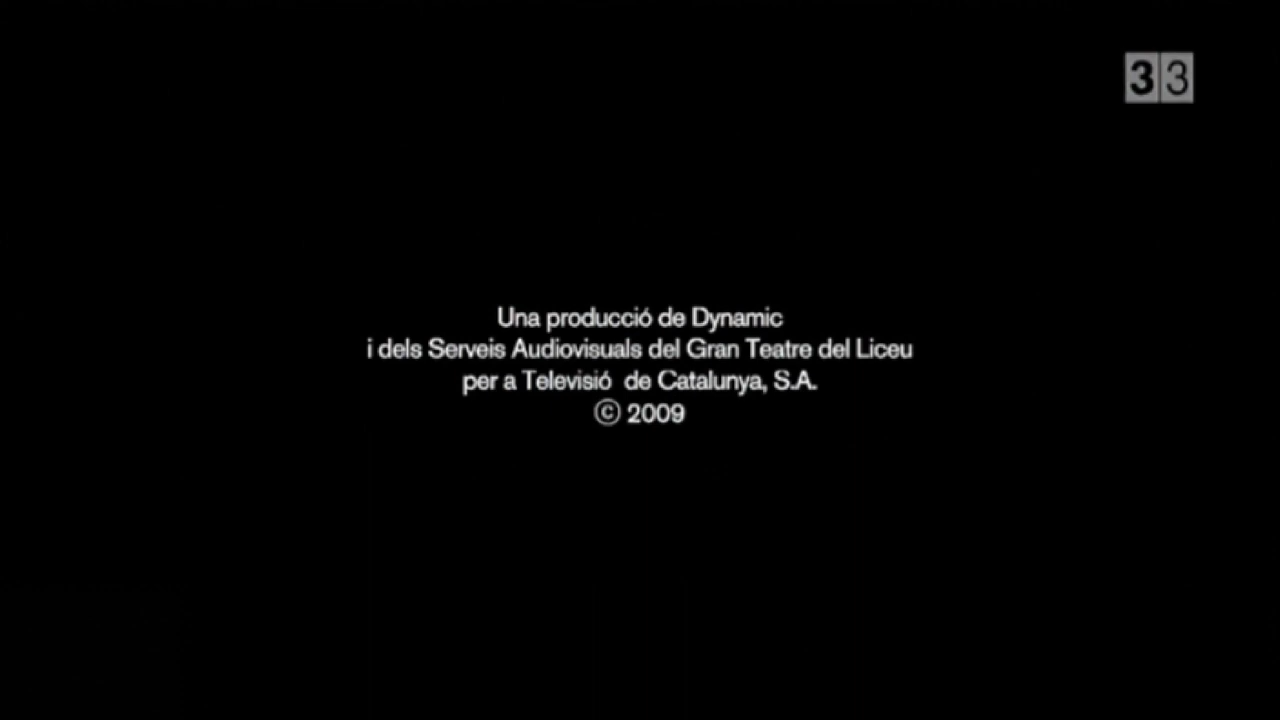 33
Una producció de Dynamic
i dels Serveis Audiovisuals del Gran Teatre del Liceu
per a Televisió de Catalunya, S.A.
© 2009